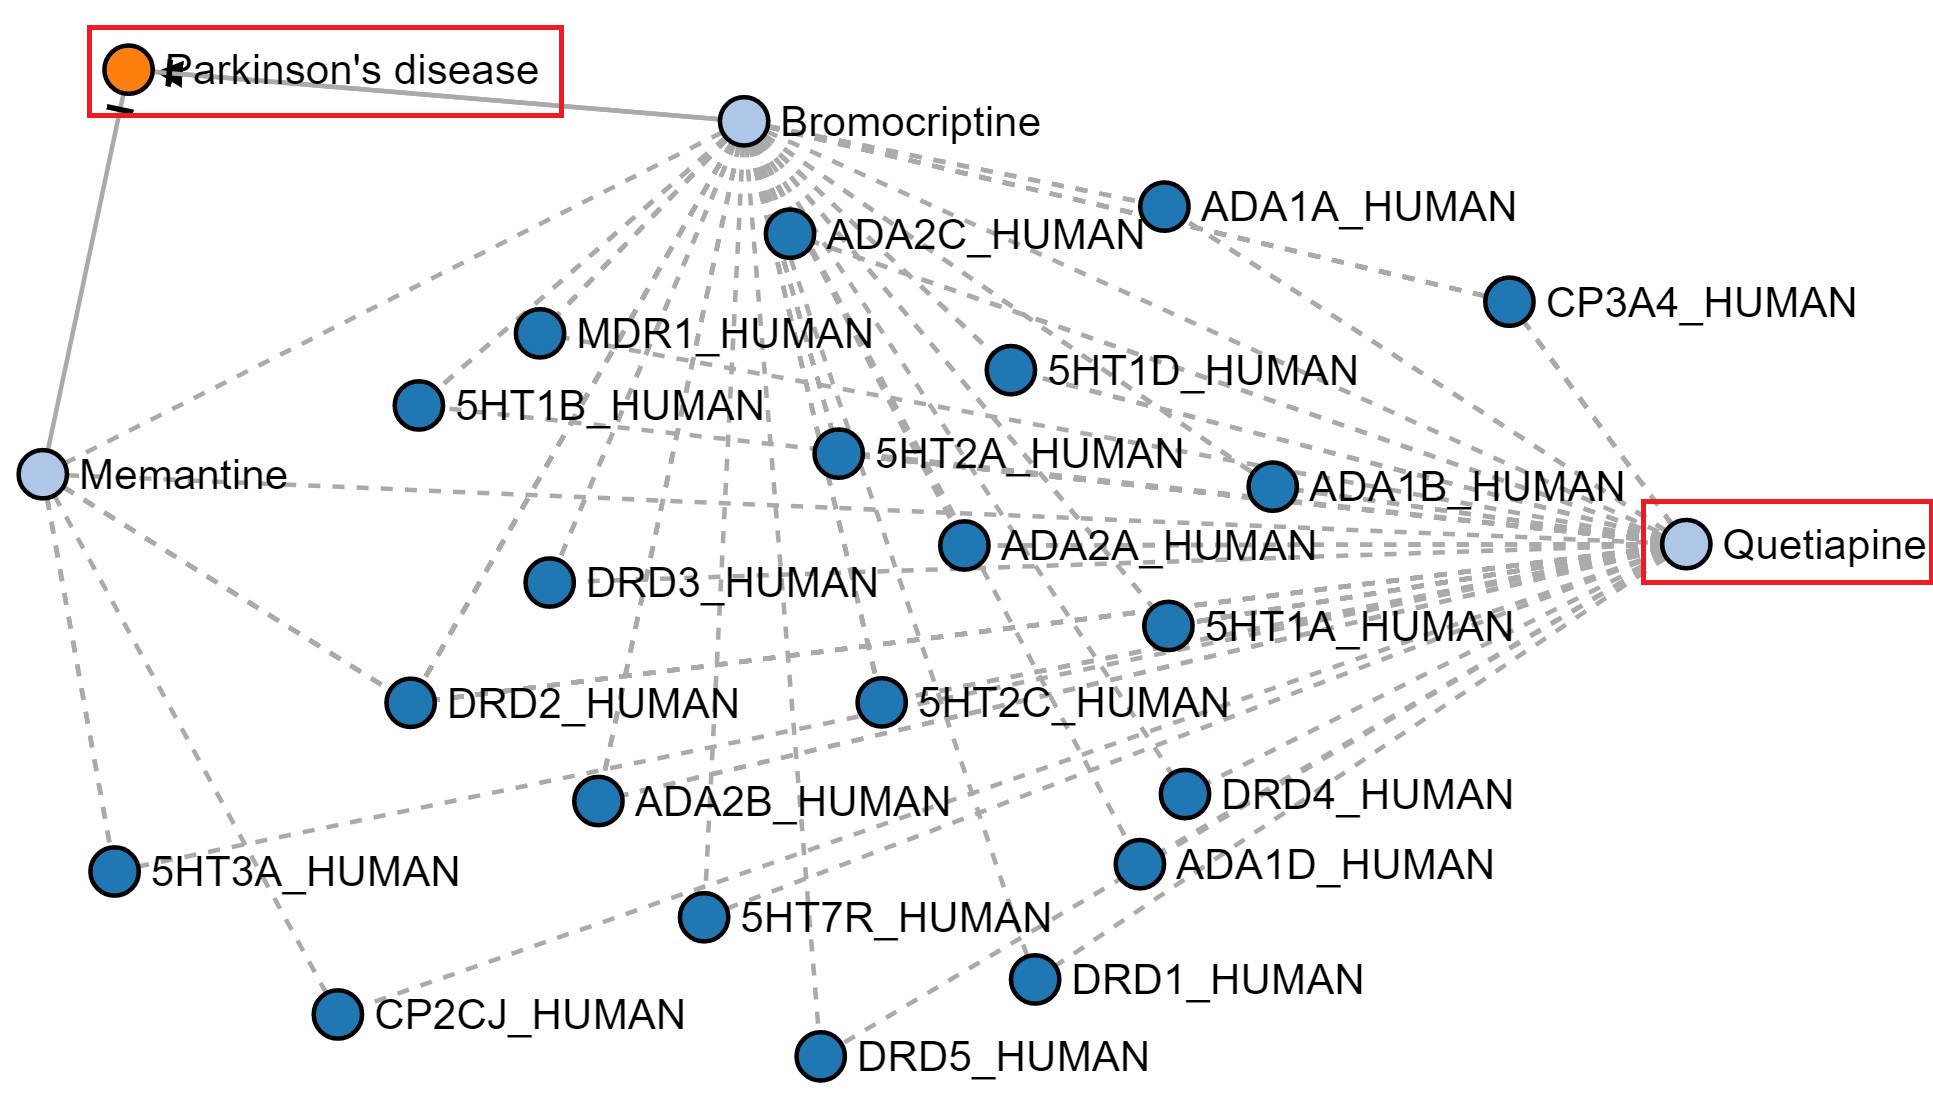 Parkinson's disease
Bromocriptine
ADA1A_HUMAN
ADA2C_HUMAN
CP3A4_HUMAN
MDR1_HUMAN
5HT1D_HUMAN
5HT1B_HUMAN
5HT2A_HUMAN
Memantine
ADA1B_HUMAN
ADA2A_HUMAN
Quetiapine
DRD3_HUMAN
5HT1A_HUMAN
DRD2_HUMAN
5HT2C_HUMAN
ADA2B_HUMAN
DRD4_HUMAN
5HT3A_HUMAN
ADA1D_HUMAN
5HT7R_HUMAN
DRD1_HUMAN
CP2CJ_HUMAN
DRD5_HUMAN